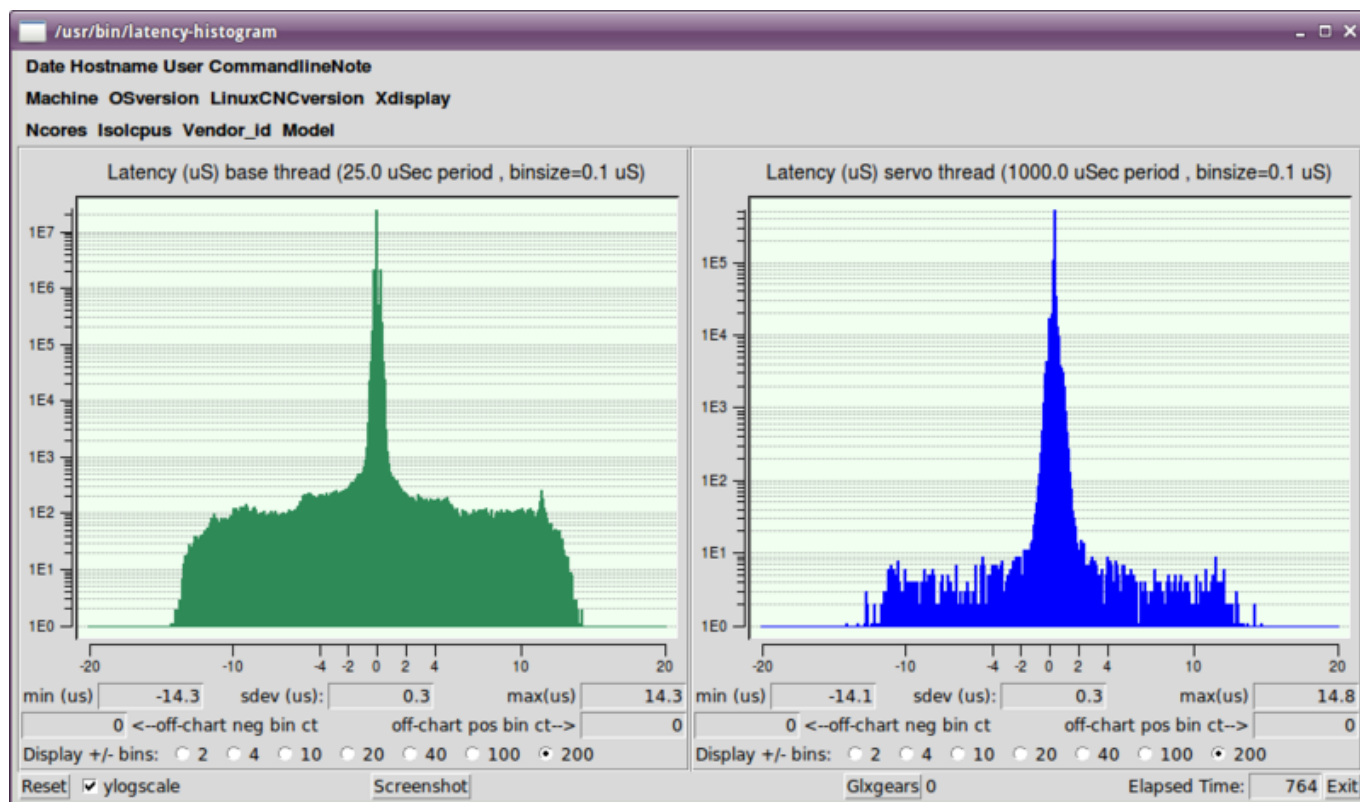 /usr/bin/latency-histogram
Date Hostname User CommandlineNote
Machine OSversion LinuxCNCversion Xdisplay
Ncores Isolcpus Vendor_id Model
Latency (uS) base thread (25.0 uSec period , binsize=0.1 uS)
1E7
1E6
1E5
1E4
1E3
1E2
1E1
1E0
-20 -10 -4 -2 0 2 4 10 20
min (us) -14.3 sdev (us): 0.3 max(us) 14.3
0 <--off-chart neg bin ct off-chart pos bin ct--> 0
Display +/- bins: 2 4 10 20 40 100 200
Latency (uS) servo thread (1000.0 uSec period , binsize=0.1 uS)
1E5
1E4
1E3
1E2
1E1
1E0
-20 -10 -4 -2 0 2 4 10 20
min (us) -14.1 sdev (us): 0.3 max(us) 14.8
0 <--off-chart neg bin ct off-chart pos bin ct--> 0
Display +/- bins: 2 4 10 20 40 100 200
Reset ylogscale Screenshot Glxgears 0 Elapsed Time: 764 Exit